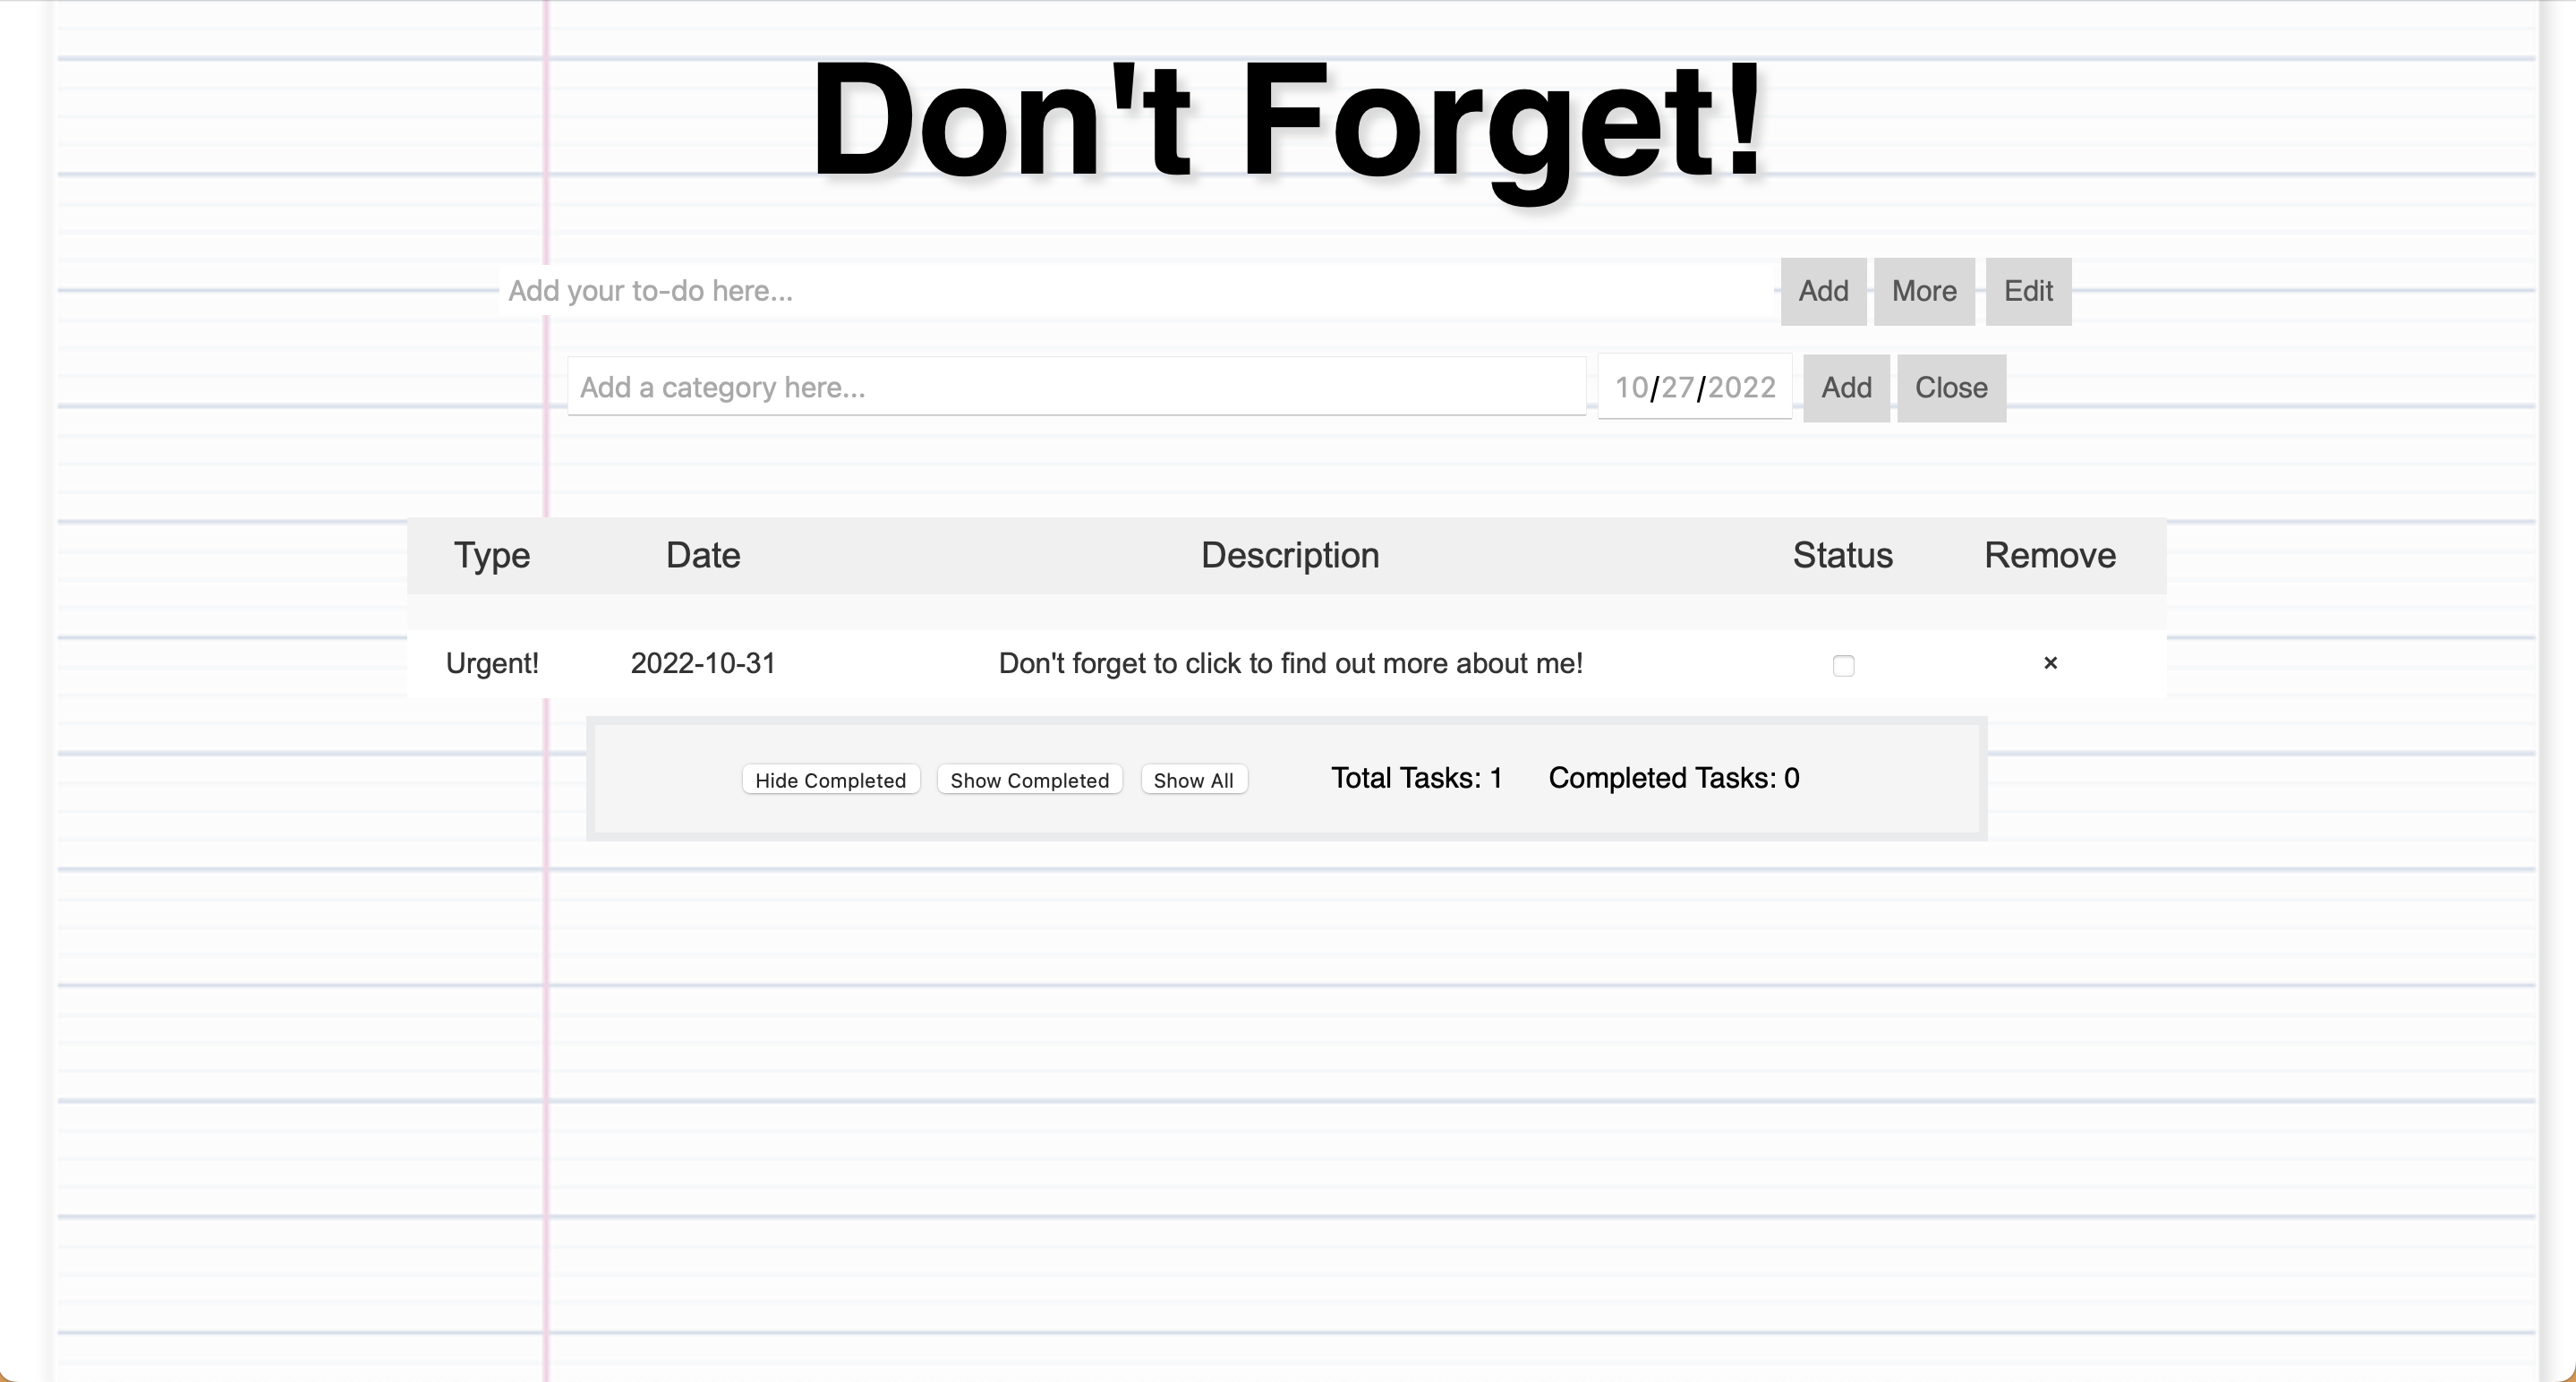 Don't Forget!
Add your to-do here... Add More Edit
Add a category here... 10/27/2022 Add Close
Type Date Description Status Remove
Urgent! 2022-10-31 Don't forget to click to find out more about me! ×
Hide Completed Show Completed Show All Total Tasks: 1 Completed Tasks: 0